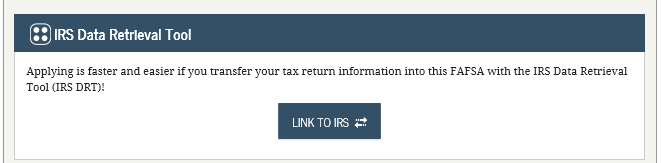 IRS Data Retrieval Tool
Applying is faster and easier if you transfer your tax return information into this FAFSA with the IRS Data Retrieval
Tool (IRS DRT)!
LINK TO IRS